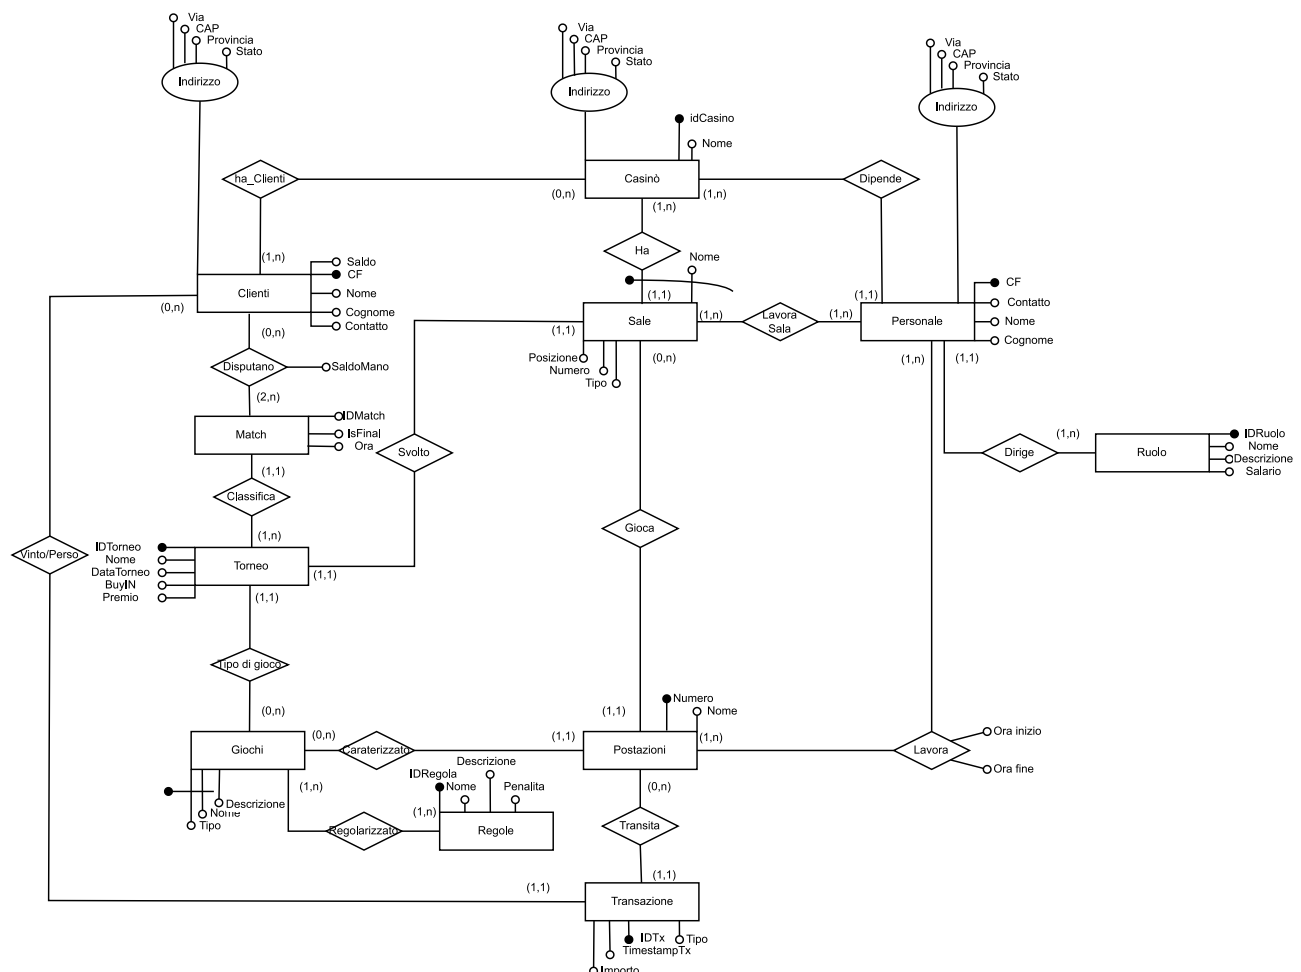 Via
CAP
Provincia
Stato
Indirizzo
Via
CAP
Provincia
Stato
Indirizzo
Via
CAP
Provincia
Stato
Indirizzo
idCasino
Nome
ha_Clienti
Casinò
Dipende
(0,n)
(1,n)
(1,n)
(1,n)
Ha
Nome
Saldo
CF
Nome
Cognome
Contatto
Clienti
(0,n)
(0,n)
(1,1)
(1,1)
Sale
(1,n)
Lavora
Sala
(1,n)
(1,1)
Personale
CF
Contatto
Nome
Cognome
(1,n)
(1,1)
(0,n)
Posizione
Numero
Tipo
Disputano
SaldoMano
(2,n)
Match
IDMatch
IsFinal
Ora
(1,1)
Svolto
Dirige
(1,n)
Ruolo
IDRuolo
Nome
Descrizione
Salario
Classifica
(1,n)
Gioca
Vinto/Perso
IDTorneo
Nome
DataTorneo
BuyIN
Premio
Torneo
(1,1)
(1,1)
Tipo di gioco
(0,n)
(1,1)
Numero
Nome
Giochi
(0,n)
Caraterizzato
(1,1)
Postazioni
(1,n)
Lavora
Ora inizio
Ora fine
(1,n)
(0,n)
Descrizione
Nome
Tipo
IDRegola
Nome
Descrizione
Penalita
(1,n)
Regolarizzato
Regole
Transita
(1,1)
(1,1)
Transazione
IDTx
TimestampTx
Tipo
Importo